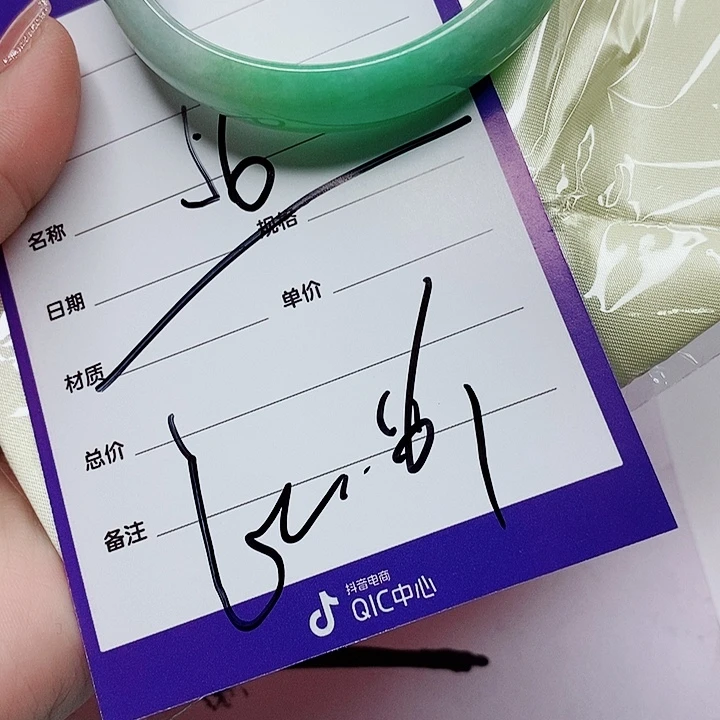 56
名称 规格
日期 单价
材质
总价
备注
抖音电商
QIC中心